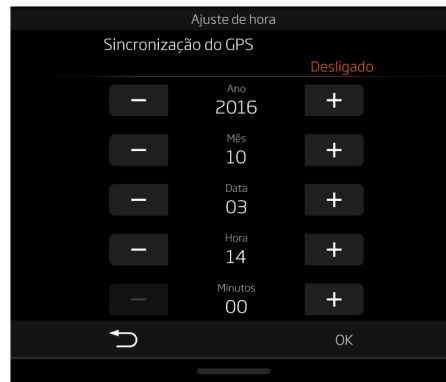 Ajuste de hora
Sincronização do GPS
Desligado
− Ano +
2016
− Mês +
10
− Data +
03
− Hora +
14
− Minutos +
00
OK